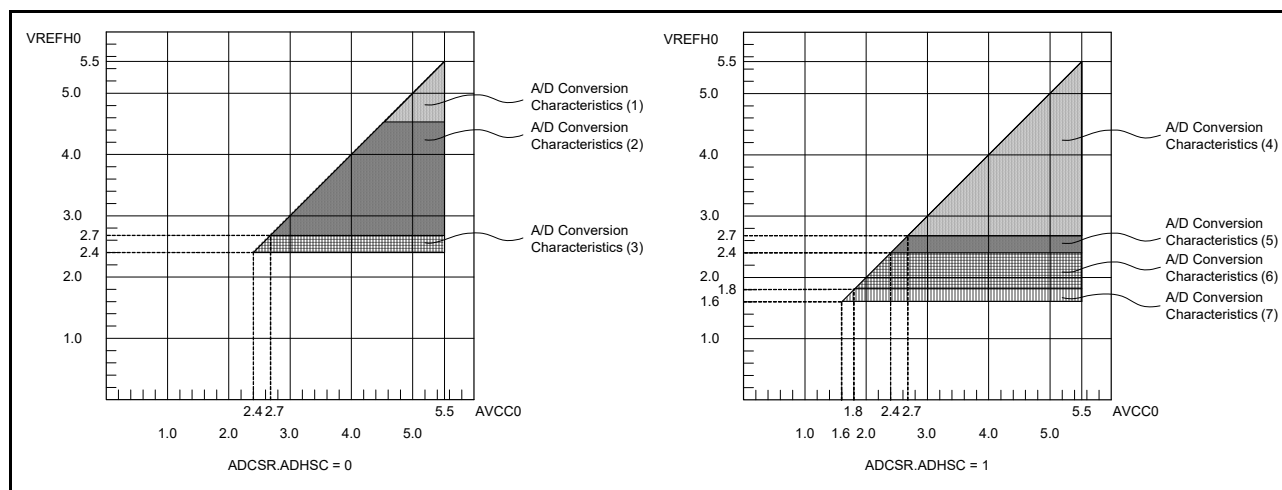 VREFH0
5.5
5.0
4.0
3.0
2.7
2.4
2.0
1.0
A/D Conversion
Characteristics (1)
A/D Conversion
Characteristics (2)
A/D Conversion
Characteristics (3)
2.4 2.7 5.5 AVCC0
1.0 2.0 3.0 4.0 5.0
ADCSR.ADHSC = 0
VREFH0
5.5
5.0
4.0
3.0
2.7
2.4
2.0
1.8
1.6
1.0
A/D Conversion
Characteristics (4)
A/D Conversion
Characteristics (5)
A/D Conversion
Characteristics (6)
A/D Conversion
Characteristics (7)
1.8 2.4 2.7 5.5 AVCC0
1.0 1.6 2.0 3.0 4.0 5.0
ADCSR.ADHSC = 1